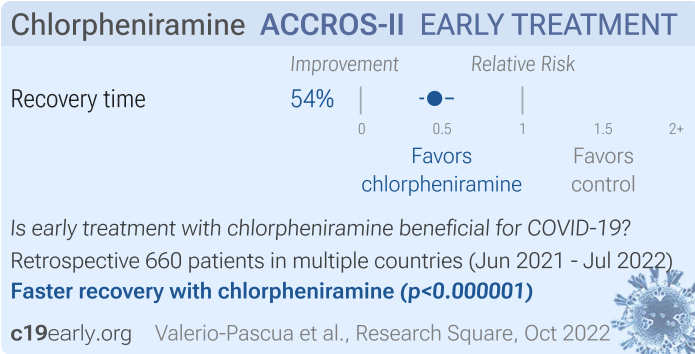 Chlorpheniramine ACCROS-II EARLY TREATMENT
Improvement Relative Risk
Recovery time 54%
0 0.5 1 1.5 2+
Favors Favors
chlorpheniramine control
Is early treatment with chlorpheniramine beneficial for COVID-19?
Retrospective 660 patients in multiple countries (Jun 2021 - Jul 2022)
Faster recovery with chlorpheniramine (p<0.000001)
c19early.org Valerio-Pascua et al., Research Square, Oct 2022